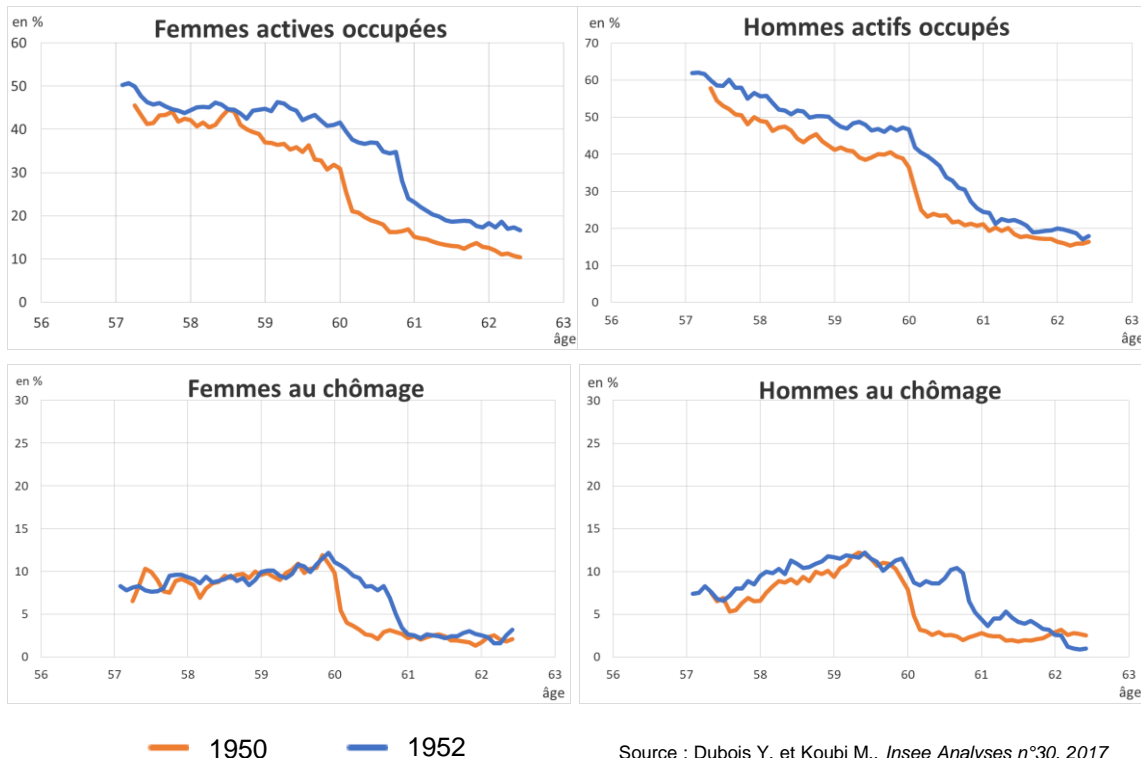 en %
Femmes actives occupées
60
50
40
30
20
10
0
56 57 58 59 60 61 62 63
âge
en %
Hommes actifs occupés
70
60
50
40
30
20
10
0
56 57 58 59 60 61 62 63
âge
en %
Femmes au chômage
30
25
20
15
10
5
0
56 57 58 59 60 61 62 63
âge
en %
Hommes au chômage
30
25
20
15
10
5
0
56 57 58 59 60 61 62 63
âge
1950 1952
Source : Dubois Y. et Koubi M., Insee Analyses n°30, 2017